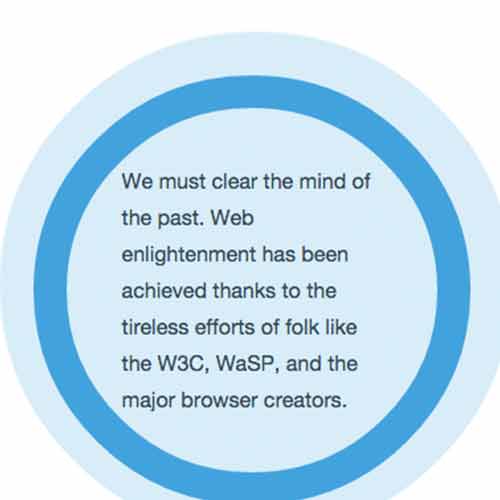 We must clear the mind of
the past. Web
enlightenment has been
achieved thanks to the
tireless efforts of folk like
the W3C, WaSP, and the
major browser creators.